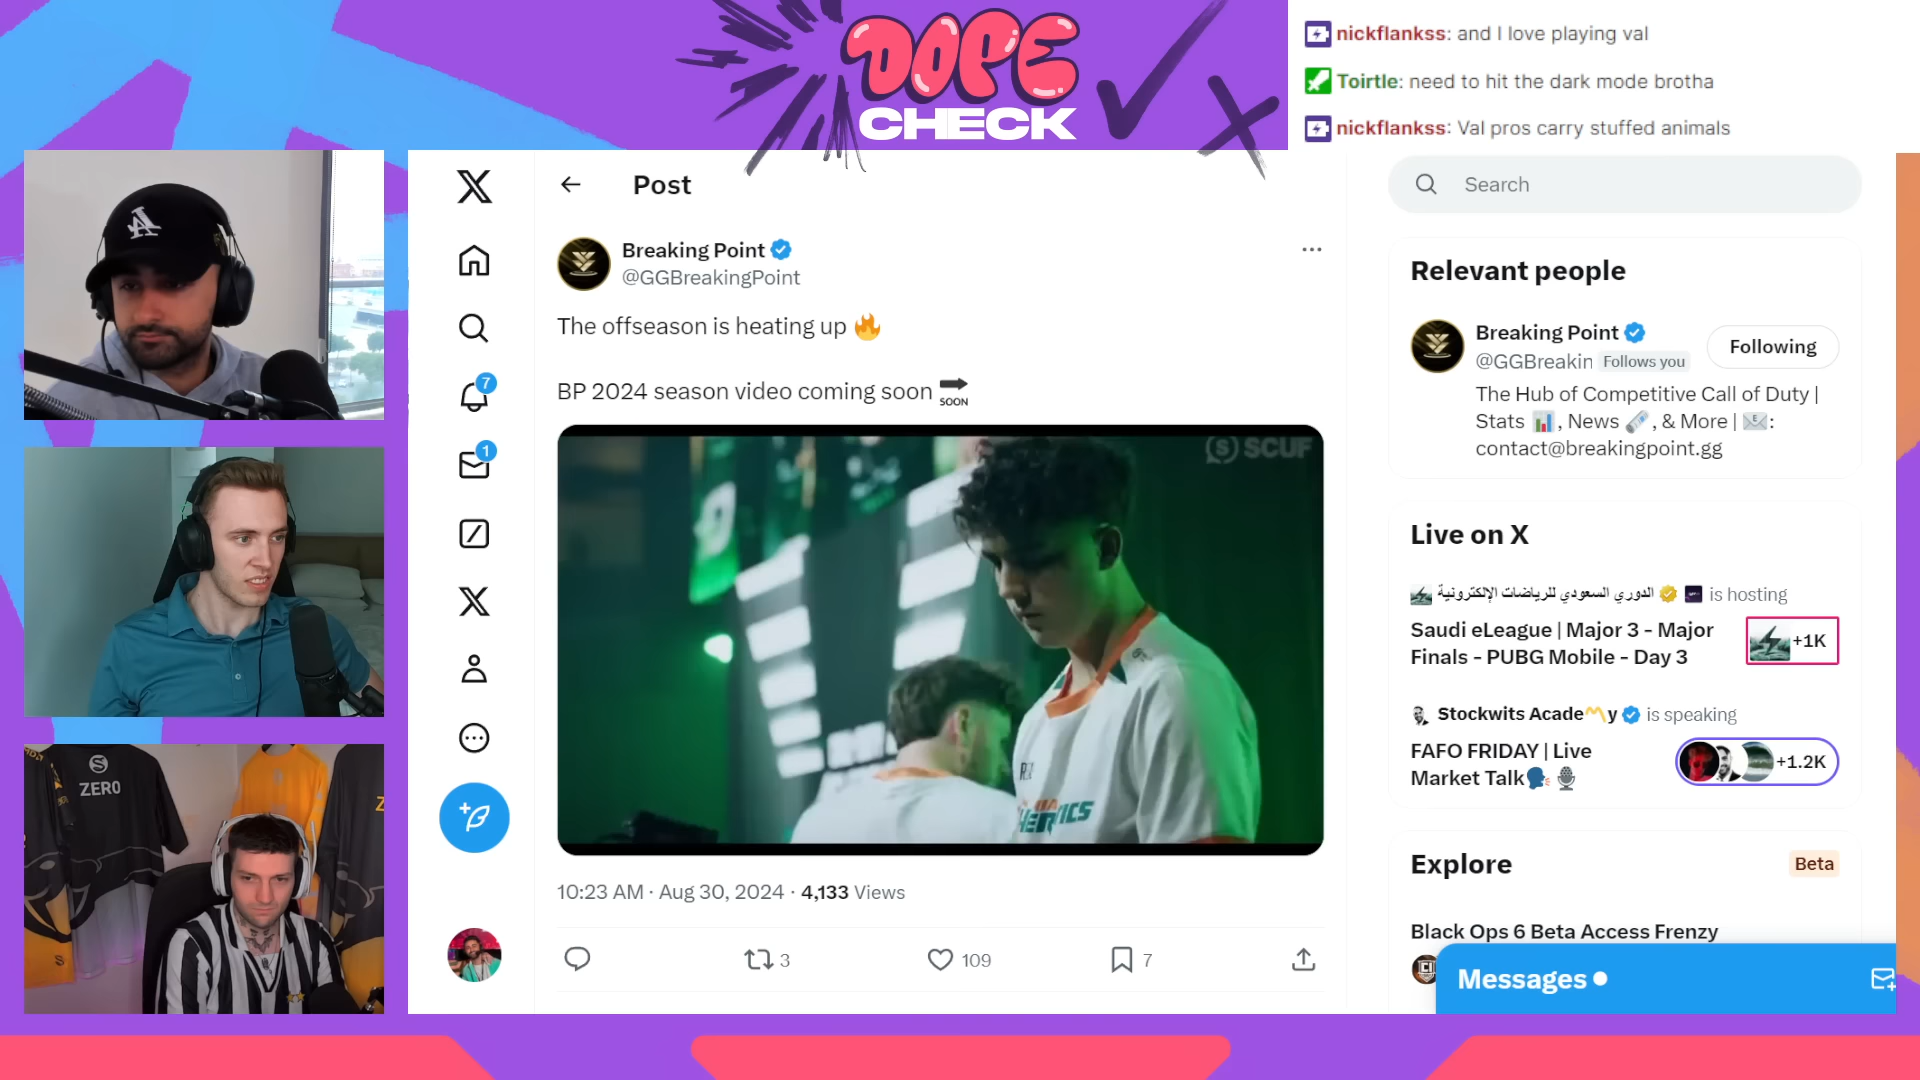 DOPE
CHECK
nickflankss: and I love playing val
Toirtle: need to hit the dark mode brotha
nickflankss: Val pros carry stuffed animals
Post
Search
Breaking Point
@GGBreakingPoint
The offseason is heating up 🔥
BP 2024 season video coming soon 🔜
SCUF
10:23 AM · Aug 30, 2024 · 4,133 Views
3
109
7
7
1
Relevant people
Breaking Point
@GGBreakin Follows you
Following
The Hub of Competitive Call of Duty |
Stats 📊, News 🗞️, & More | 📧:
contact@breakingpoint.gg
Live on X
الدوري السعودي للرياضات الإلكترونية is hosting
Saudi eLeague | Major 3 - Major
Finals - PUBG Mobile - Day 3
+1K
Stockwits Acade〽️y is speaking
FAFO FRIDAY | Live
Market Talk🗣️🎙️
+1.2K
Explore
Beta
Black Ops 6 Beta Access Frenzy
Messages
ZERO